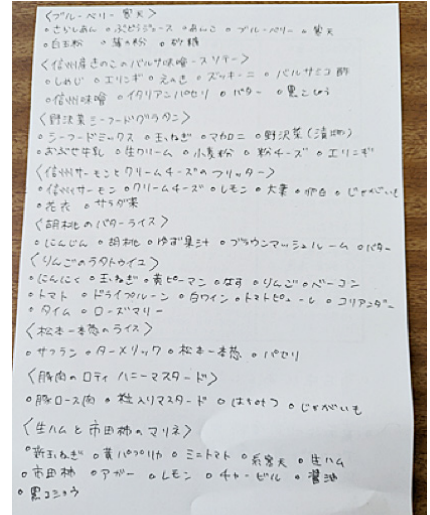 〈ブルーベリー寒天〉
○さらしあん ○ぶどうジュース ○あんこ ○ブルーベリー ○寒天
○白玉粉 ○蓮の粉 ○砂糖
〈信州産きのこのバルサ味噌ースソテー〉
○しめじ ○エリンギ ○えのき ○ズッキーニ ○バルサミコ酢
○信州味噌 ○イタリアンパセリ ○バター ○黒こしょう
〈野沢菜シーフードグラタン〉
○シーフードミックス ○玉ねぎ ○マカロニ ○野沢菜(漬物)
○おぶせ牛乳 ○生クリーム ○小麦粉 ○粉チーズ ○エリンギ
〈信州サーモンとクリームチーズのフリッター〉
○信州サーモン ○クリームチーズ ○レモン ○大葉 ○卵白 ○じゃがいも
○花衣 ○サラダ菜
〈胡桃のバターライス〉
○にんじん ○胡桃 ○ゆず果汁 ○ブラウンマッシュルーム ○バター
〈りんごのラタトゥイユ〉
○にんにく ○玉ねぎ ○黄ピーマン ○なす ○りんご ○ベーコン
○トマト ○ドライプルーン ○白ワイン ○トマトピューレ ○コリアンダー
○タイム ○ローズマリー
〈松本一本葱のライス〉
○サフラン ○ターメリック ○松本一本葱 ○パセリ
〈豚肉のロティ ハニーマスタード〉
○豚ロース肉 ○粒入りマスタード ○はちみつ ○じゃがいも
〈生ハムと市田柿のマリネ〉
○新玉ねぎ ○黄パプリカ ○ミニトマト ○糸寒天 ○生ハム
○市田柿 ○アガー ○レモン ○チャービル ○醤油
○黒コショウ